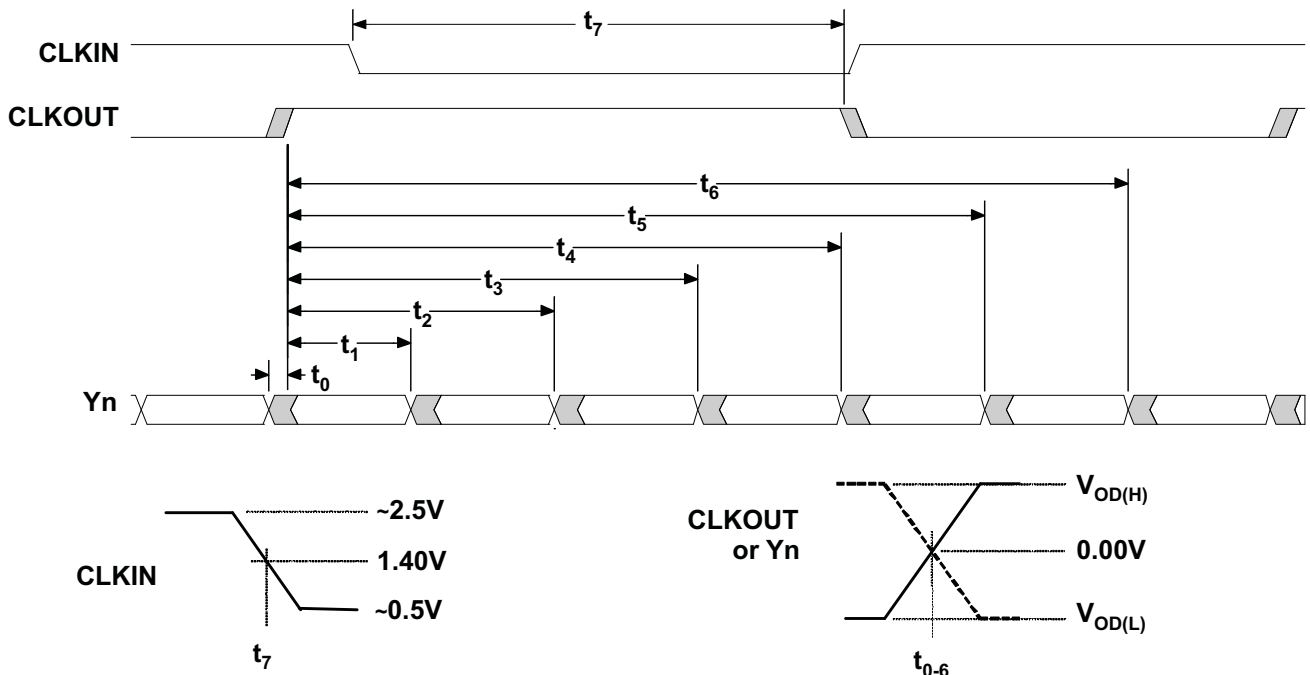 t7
CLKIN
CLKOUT
t6
t5
t4
t3
t2
t1
t0
Yn
~2.5V
1.40V
~0.5V
CLKIN
t7
CLKOUT
or Yn
VOD(H)
0.00V
VOD(L)
t0-6